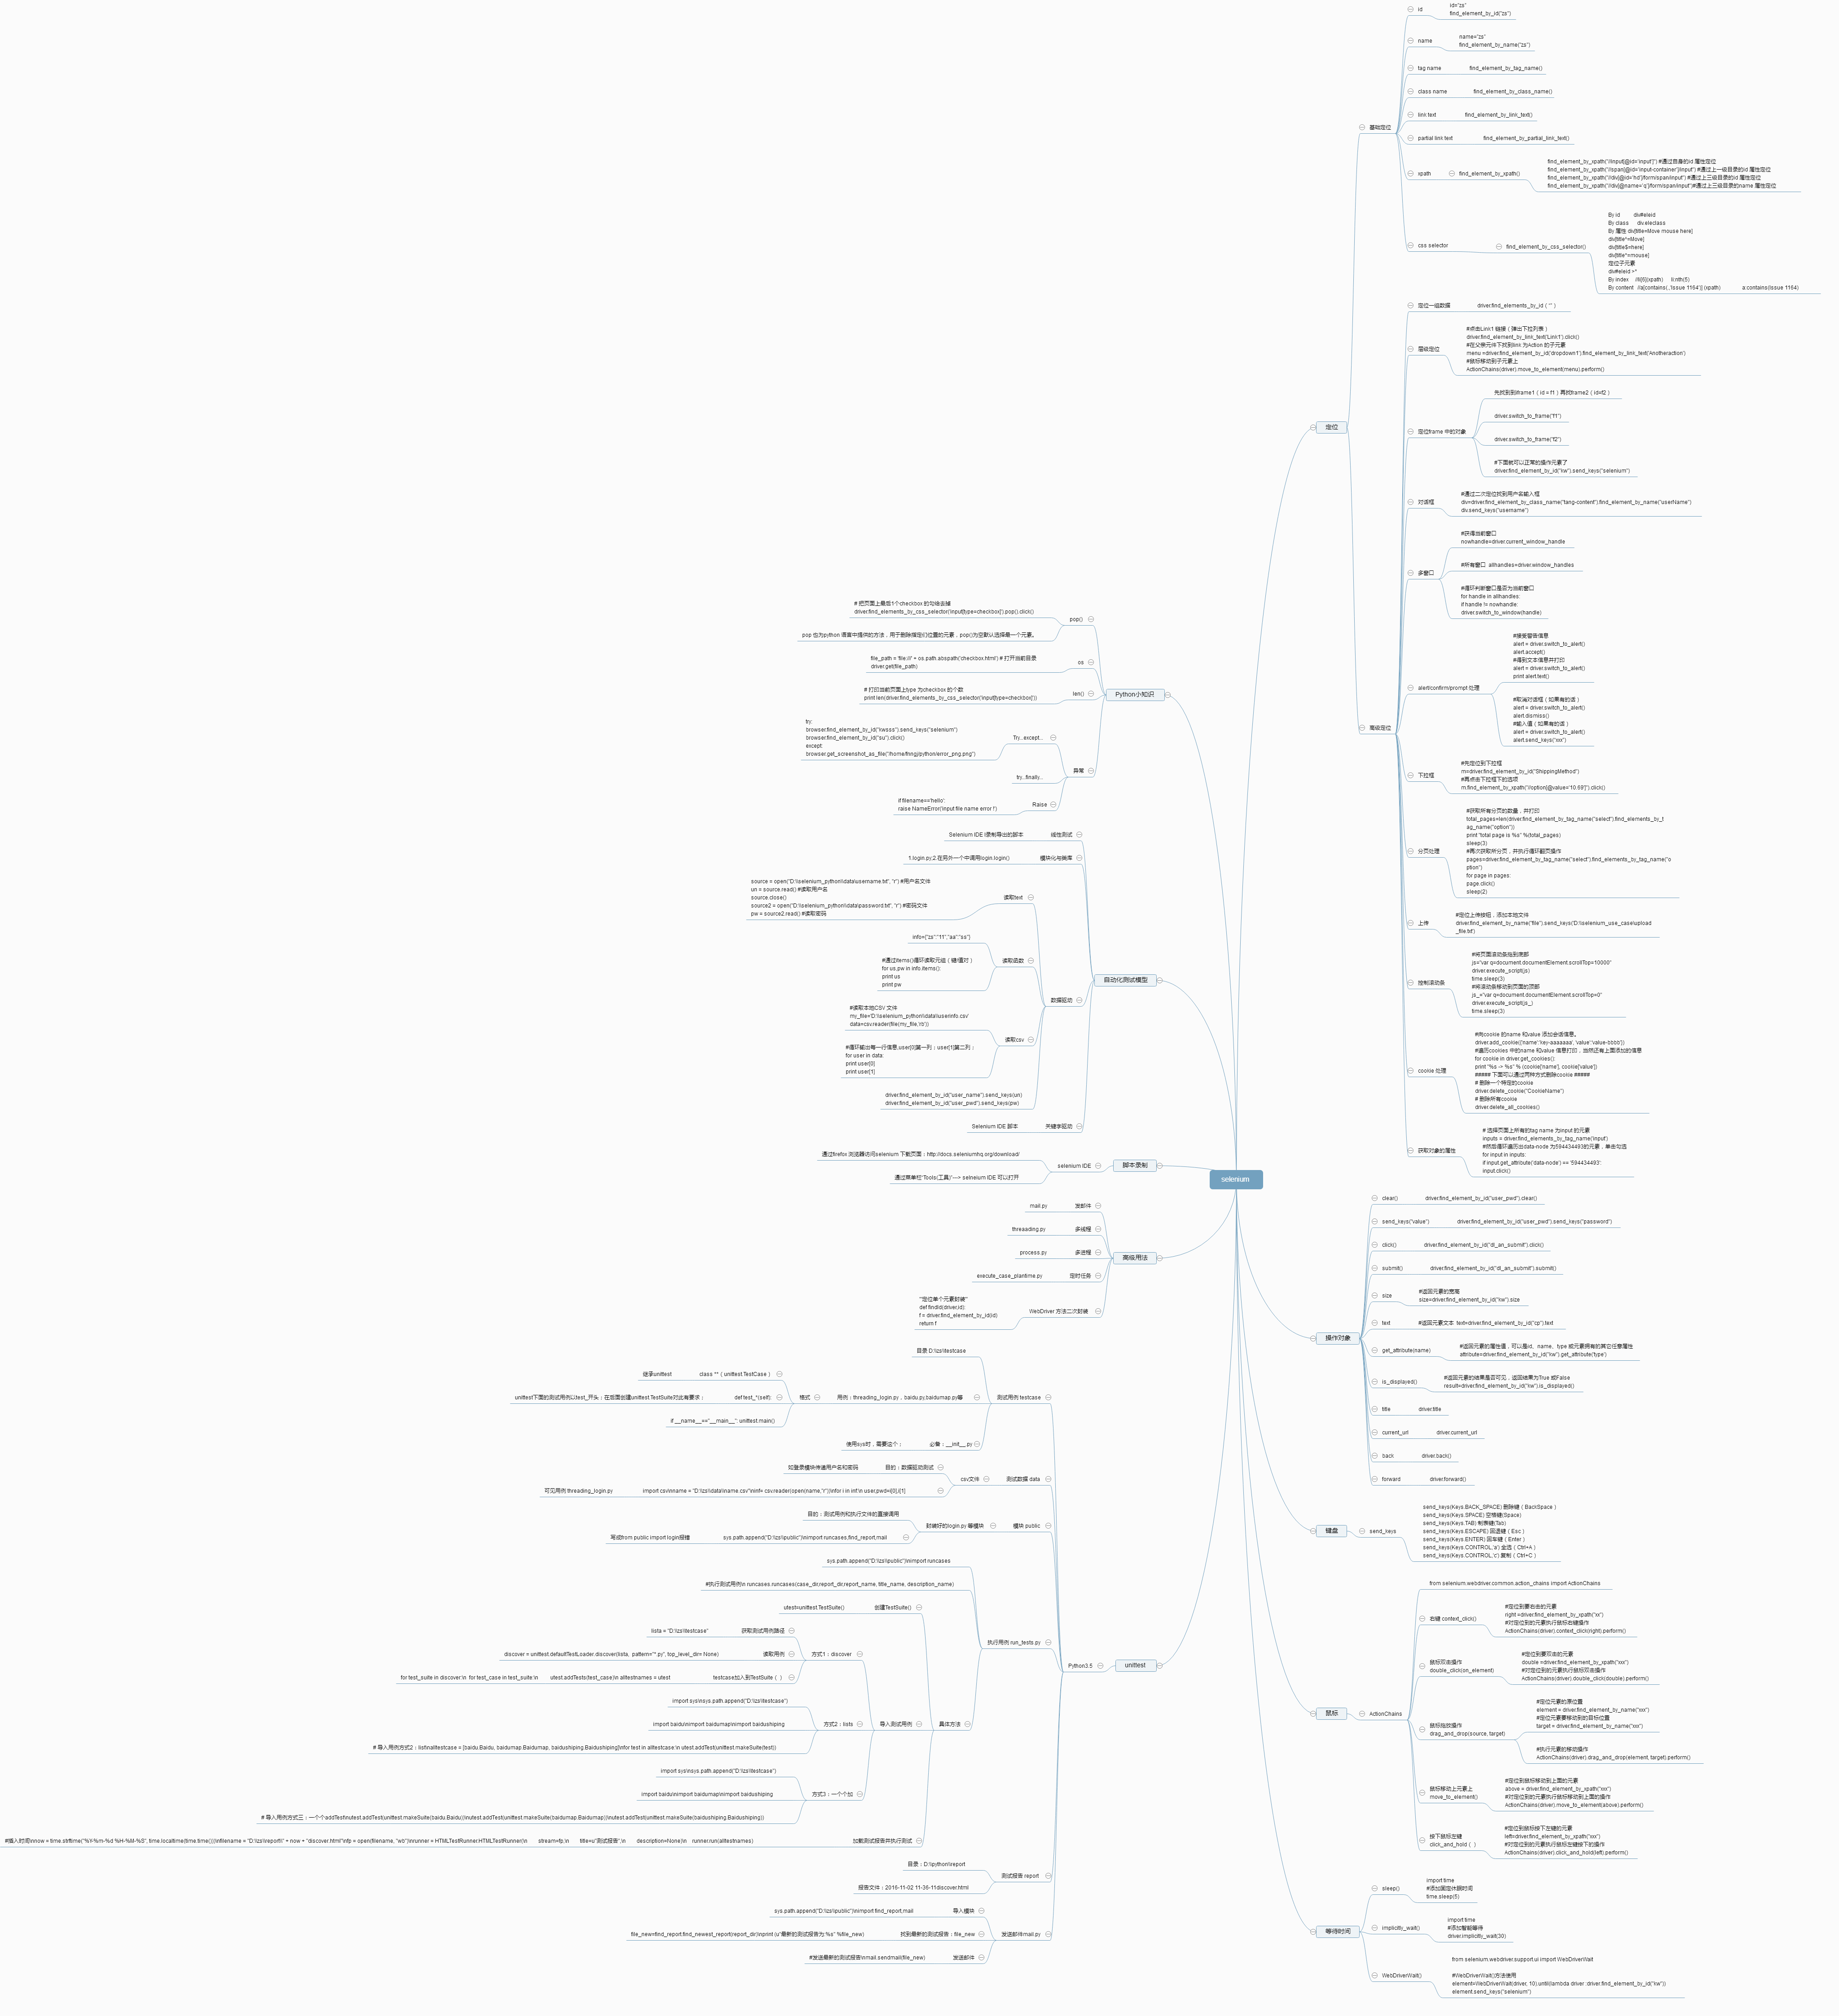 selenium
定位
基础定位
id
id="zs"
find_element_by_id("zs")
name
name="zs"
find_element_by_name("zs")
tag name
find_element_by_tag_name()
class name
find_element_by_class_name()
link text
find_element_by_link_text()
partial link text
find_element_by_partial_link_text()
xpath
find_element_by_xpath()
find_element_by_xpath("//input[@id='input']") #通过自身的id 属性定位
find_element_by_xpath("//span[@id='input-container']/input") #通过上一级目录的id 属性定位
find_element_by_xpath("//div[@id='hd']/form/span/input") #通过上三级目录的id 属性定位
find_element_by_xpath("//div[@name='q']/form/span/input")#通过上三级目录的name 属性定位
css selector
find_element_by_css_selector()
By id div#eleid
By class div.eleclass
By 属性 div[title=Move mouse here]
div[title^=Move]
div[title$=here]
div[title*=mouse]
定位子元素
div#eleid >*
By index //li[6](xpath) li:nth(5)
By content //a[contains(.,'Issue 1164')] (xpath) a:contains(Issue 1164)
高级定位
定位一组数据
driver.find_elements_by_id ( "" )
层级定位
#点击Link1 链接（弹出下拉列表）
driver.find_element_by_link_text('Link1').click()
#在父亲元件下找到link 为Action 的子元素
menu =driver.find_element_by_id('dropdown1').find_element_by_link_text('Anotheraction')
#鼠标移动到子元素上
ActionChains(driver).move_to_element(menu).perform()
定位frame 中的对象
先找到到iframe1（id = f1）再找frame2（id=f2）
driver.switch_to_frame("f1")
driver.switch_to_frame("f2")
#下面就可以正常的操作元素了
driver.find_element_by_id("kw").send_keys("selenium")
对话框
#通过二次定位找到用户名输入框
div=driver.find_element_by_class_name("tang-content").find_element_by_name("userName")
div.send_keys("username")
多窗口
#获得当前窗口
nowhandle=driver.current_window_handle
#所有窗口 allhandles=driver.window_handles
#循环判断窗口是否为当前窗口
for handle in allhandles:
if handle != nowhandle:
driver.switch_to_window(handle)
alert/confirm/prompt 处理
#接受警告信息
alert = driver.switch_to_alert()
alert.accept()
#得到文本信息并打印
alert = driver.switch_to_alert()
print alert.text()
#取消对话框（如果有的话）
alert = driver.switch_to_alert()
alert.dismiss()
#输入值（如果有的话）
alert = driver.switch_to_alert()
alert.send_keys("xxx")
下拉框
#先定位到下拉框
m=driver.find_element_by_id("ShippingMethod")
#再点击下拉框下的选项
m.find_element_by_xpath("//option[@value='10.69']").click()
分页处理
#获取所有分页的数量，并打印
total_pages=len(driver.find_element_by_tag_name("select").find_elements_by_t
ag_name("option"))
print "total page is %s" %(total_pages)
sleep(3)
#再次获取所分页，并执行循环翻页操作
pages=driver.find_element_by_tag_name("select").find_elements_by_tag_name("o
ption")
for page in pages:
page.click()
sleep(2)
上传
#定位上传按钮，添加本地文件
driver.find_element_by_name("file").send_keys('D:\\selenium_use_case\upload
_file.txt')
控制滚动条
#将页面滚动条拖到底部
js="var q=document.documentElement.scrollTop=10000"
driver.execute_script(js)
time.sleep(3)
#将滚动条移动到页面的顶部
js_="var q=document.documentElement.scrollTop=0"
driver.execute_script(js_)
time.sleep(3)
cookie 处理
#向cookie 的name 和value 添加会话信息。
driver.add_cookie({'name':'key-aaaaaaa', 'value':'value-bbbb'})
#遍历cookies 中的name 和value 信息打印，当然还有上面添加的信息
for cookie in driver.get_cookies():
print "%s -> %s" % (cookie['name'], cookie['value'])
##### 下面可以通过两种方式删除cookie #####
# 删除一个特定的cookie
driver.delete_cookie("CookieName")
# 删除所有cookie
driver.delete_all_cookies()
获取对象的属性
# 选择页面上所有的tag name 为input 的元素
inputs = driver.find_elements_by_tag_name('input')
#然后循环遍历出data-node 为594434493的元素，单击勾选
for input in inputs:
if input.get_attribute('data-node') == '594434493':
input.click()
操作对象
clear()
driver.find_element_by_id("user_pwd").clear()
send_keys("value")
driver.find_element_by_id("user_pwd").send_keys("password")
click()
driver.find_element_by_id("dl_an_submit").click()
submit()
driver.find_element_by_id("dl_an_submit").submit()
size
#返回元素的宽高
size=driver.find_element_by_id("kw").size
text
#返回元素文本 text=driver.find_element_by_id("cp").text
get_attribute(name)
#返回元素的属性值，可以是id、name、type 或元素拥有的其它任意属性
attribute=driver.find_element_by_id("kw").get_attribute('type')
is_displayed()
#返回元素的结果是否可见，返回结果为True 或False
result=driver.find_element_by_id("kw").is_displayed()
title
driver.title
current_url
driver.current_url
back
driver.back()
forward
driver.forward()
键盘
send_keys
send_keys(Keys.BACK_SPACE) 删除键（BackSpace）
send_keys(Keys.SPACE) 空格键(Space)
send_keys(Keys.TAB) 制表键(Tab)
send_keys(Keys.ESCAPE) 回退键（Esc）
send_keys(Keys.ENTER) 回车键（Enter）
send_keys(Keys.CONTROL,'a') 全选（Ctrl+A）
send_keys(Keys.CONTROL,'c') 复制（Ctrl+C）
鼠标
ActionChains
from selenium.webdriver.common.action_chains import ActionChains
右键 context_click()
#定位到要右击的元素
right =driver.find_element_by_xpath("xx")
#对定位到的元素执行鼠标右键操作
ActionChains(driver).context_click(right).perform()
鼠标双击操作
double_click(on_element)
#定位到要双击的元素
double =driver.find_element_by_xpath("xxx")
#对定位到的元素执行鼠标双击操作
ActionChains(driver).double_click(double).perform()
鼠标拖放操作
drag_and_drop(source, target)
#定位元素的原位置
element = driver.find_element_by_name("xxx")
#定位元素要移动到的目标位置
target = driver.find_element_by_name("xxx")
#执行元素的移动操作
ActionChains(driver).drag_and_drop(element, target).perform()
鼠标移动上元素上
move_to_element()
#定位到鼠标移动到上面的元素
above = driver.find_element_by_xpath("xxx")
#对定位到的元素执行鼠标移动到上面的操作
ActionChains(driver).move_to_element(above).perform()
按下鼠标左键
click_and_hold（ ）
#定位到鼠标按下左键的元素
left=driver.find_element_by_xpath("xxx")
#对定位到的元素执行鼠标左键按下的操作
ActionChains(driver).click_and_hold(left).perform()
等待时间
sleep()
import time
#添加固定休眠时间
time.sleep(5)
implicitly_wait()
import time
#添加智能等待
driver.implicitly_wait(30)
WebDriverWait()
from selenium.webdriver.support.ui import WebDriverWait
#WebDriverWait()方法使用
element=WebDriverWait(driver, 10).until(lambda driver :driver.find_element_by_id("kw"))
element.send_keys("selenium")
Python小知识
pop()
# 把页面上最后1个checkbox 的勾给去掉
driver.find_elements_by_css_selector('input[type=checkbox]').pop().click()
pop 也为python 语言中提供的方法，用于删除指定们位置的元素，pop()为空默认选择最一个元素。
os
file_path = 'file:///' + os.path.abspath('checkbox.html') # 打开当前目录
driver.get(file_path)
len()
# 打印当前页面上type 为checkbox 的个数
print len(driver.find_elements_by_css_selector('input[type=checkbox]'))
异常
Try...except...
try:
browser.find_element_by_id("kwsss").send_keys("selenium")
browser.find_element_by_id("su").click()
except:
browser.get_screenshot_as_file("/home/fnngj/python/error_png.png")
try...finally...
Raise
if filename=='hello':
raise NameError('input file name error !')
自动化测试模型
线性测试
Selenium IDE l录制导出的脚本
模块化与类库
1.login.py;2.在另外一个中调用login.login()
数据驱动
读取text
source = open("D:\\selenium_python\\data\username.txt", "r") #用户名文件
un = source.read() #读取用户名
source.close()
source2 = open("D:\\selenium_python\\data\password.txt", "r") #密码文件
pw = source2.read() #读取密码
读取函数
info={"zs":"11","aa":"ss"}
#通过items()循环读取元组（键/值对）
for us,pw in info.items():
print us
print pw
读取csv
#读取本地CSV 文件
my_file='D:\\selenium_python\\data\userinfo.csv'
data=csv.reader(file(my_file,'rb'))
#循环输出每一行信息,user[0]第一列；user[1]第二列；
for user in data:
print user[0]
print user[1]
driver.find_element_by_id("user_name").send_keys(un)
driver.find_element_by_id("user_pwd").send_keys(pw)
关键字驱动
Selenium IDE 脚本
脚本录制
selenium IDE
通过firefox 浏览器访问selenium 下载页面：http://docs.seleniumhq.org/download/
通过菜单栏“Tools(工具)”---> selneium IDE 可以打开
高级用法
发邮件
mail.py
多线程
threaading.py
多进程
process.py
定时任务
execute_case_plantime.py
WebDriver 方法二次封装
'''定位单个元素封装'''
def findId(driver,id):
f = driver.find_element_by_id(id)
return f
unittest
Python3.5
测试用例 testcase
目录 D:\\zs\testcase
用例：threading_login.py，baidu.py,baidumap.py等
格式
class **（unittest.TestCase）
继承unittest
def test_*(self):
unittest下面的测试用例以test_开头；在后面创建unittest.TestSuite对此有要求；
if __name__=="__main__": unittest.main()
必备：__init__.py
使用sys时，需要这个；
测试数据 data
csv文件
目的：数据驱动测试
如登录模块传递用户名和密码
import csv\nname = "D:\\zs\\data\name.csv"\ninf= csv.reader(open(name,"r"))\nfor i in inf:\n user,pwd=i[0],i[1]
可见用例 threading_login.py
模块 public
封装好的login.py 等模块
目的：测试用例和执行文件的直接调用
sys.path.append("D:\\zs\public")\nimport runcases,find_report,mail
写成from public import login报错
执行用例 run_tests.py
sys.path.append("D:\\zs\\public")\nimport runcases
#执行测试用例\n runcases.runcases(case_dir,report_dir,report_name, title_name, description_name)
具体方法
创建TestSuite()
utest=unittest.TestSuite()
导入测试用例
方式1：discover
获取测试用例路径
lista = "D:\\zs\\testcase"
读取用例
discover = unittest.defaultTestLoader.discover(lista, pattern="*.py", top_level_dir= None)
testcase加入到TestSuite（ ）
for test_suite in discover:\n for test_case in test_suite:\n utest.addTests(test_case)\n alltestnames = utest
方式2：lists
import sys\nsys.path.append("D:\\zs\\testcase")
import baidu\nimport baidumap\nimport baidushiping
# 导入用例方式2：list\nalltestcase = [baidu.Baidu, baidumap.Baidumap, baidushiping.Baidushiping]\nfor test in alltestcase:\n utest.addTest(unittest.makeSuite(test))
方式3：一个个加
import sys\nsys.path.append("D:\\zs\\testcase")
import baidu\nimport baidumap\nimport baidushiping
# 导入用例方式三：一个个addTest\nutest.addTest(unittest.makeSuite(baidu.Baidu))\nutest.addTest(unittest.makeSuite(baidumap.Baidumap))\nutest.addTest(unittest.makeSuite(baidushiping.Baidushiping))
加载测试报告并执行测试
#插入时间\nnow = time.strftime("%Y-%m-%d %H-%M-%S", time.localtime(time.time()))\nfilename = "D:\\zs\\report\\" + now + "discover.html"\nfp = open(filename, "wb")\nrunner = HTMLTestRunner.HTMLTestRunner(\n stream=fp,\n title=u"测试报告",\n description=None)\n runner.run(alltestnames)
测试报告 report
目录：D:\\python\\report
报告文件：2016-11-02 11-36-11discover.html
发送邮件mail.py
导入模块
sys.path.append("D:\\zs\\public")\nimport find_report,mail
找到最新的测试报告：file_new
file_new=find_report.find_newest_report(report_dir)\nprint (u"最新的测试报告为:%s" %file_new)
发送邮件
#发送最新的测试报告\nmail.sendmail(file_new)